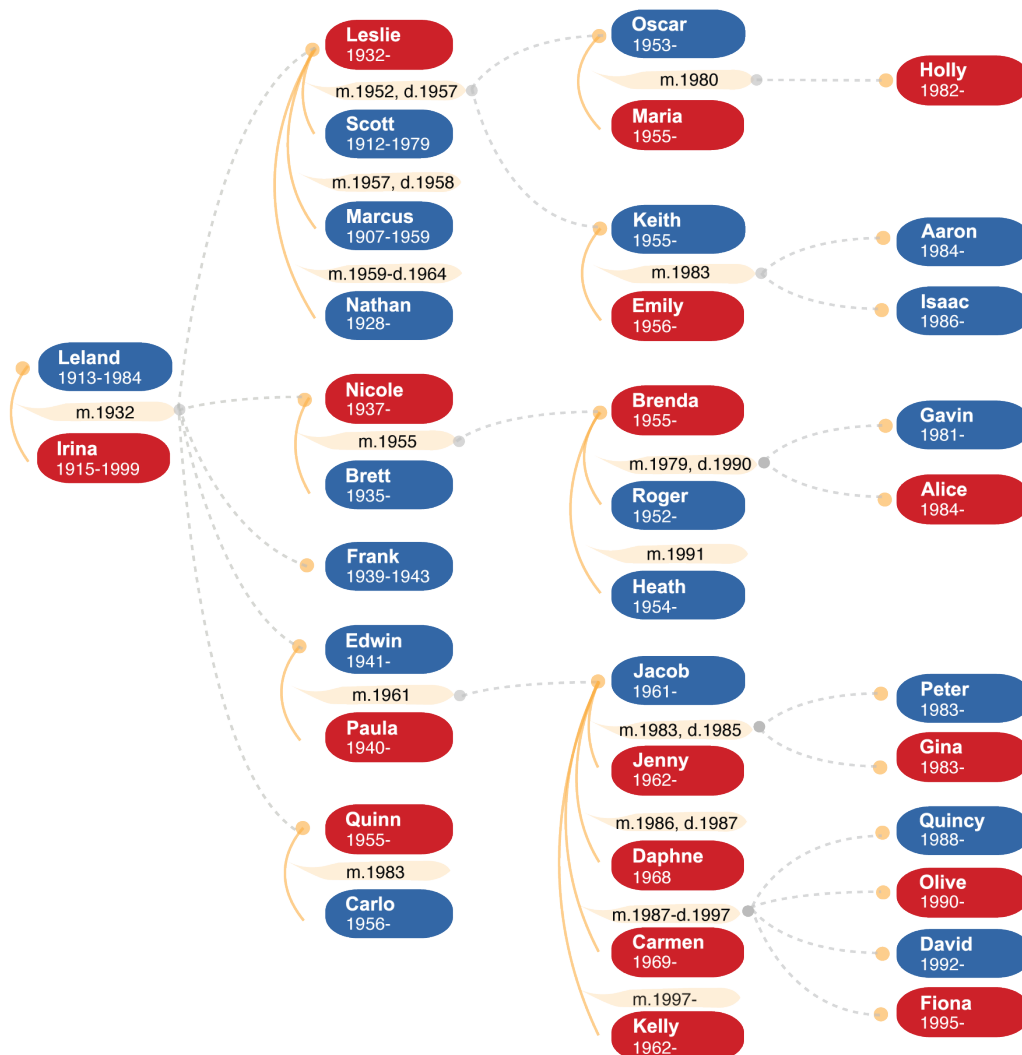 Leland
1913-1984
m.1932
Irina
1915-1999
Leslie
1932-
m.1952, d.1957
Scott
1912-1979
m.1957, d.1958
Marcus
1907-1959
m.1959-d.1964
Nathan
1928-
Nicole
1937-
m.1955
Brett
1935-
Frank
1939-1943
Edwin
1941-
m.1961
Paula
1940-
Quinn
1955-
m.1983
Carlo
1956-
Oscar
1953-
m.1980
Maria
1955-
Keith
1955-
m.1983
Emily
1956-
Brenda
1955-
m.1979, d.1990
Roger
1952-
m.1991
Heath
1954-
Jacob
1961-
m.1983, d.1985
Jenny
1962-
m.1986, d.1987
Daphne
1968
m.1987-d.1997
Carmen
1969-
m.1997-
Kelly
1962-
Holly
1982-
Aaron
1984-
Isaac
1986-
Gavin
1981-
Alice
1984-
Peter
1983-
Gina
1983-
Quincy
1988-
Olive
1990-
David
1992-
Fiona
1995-